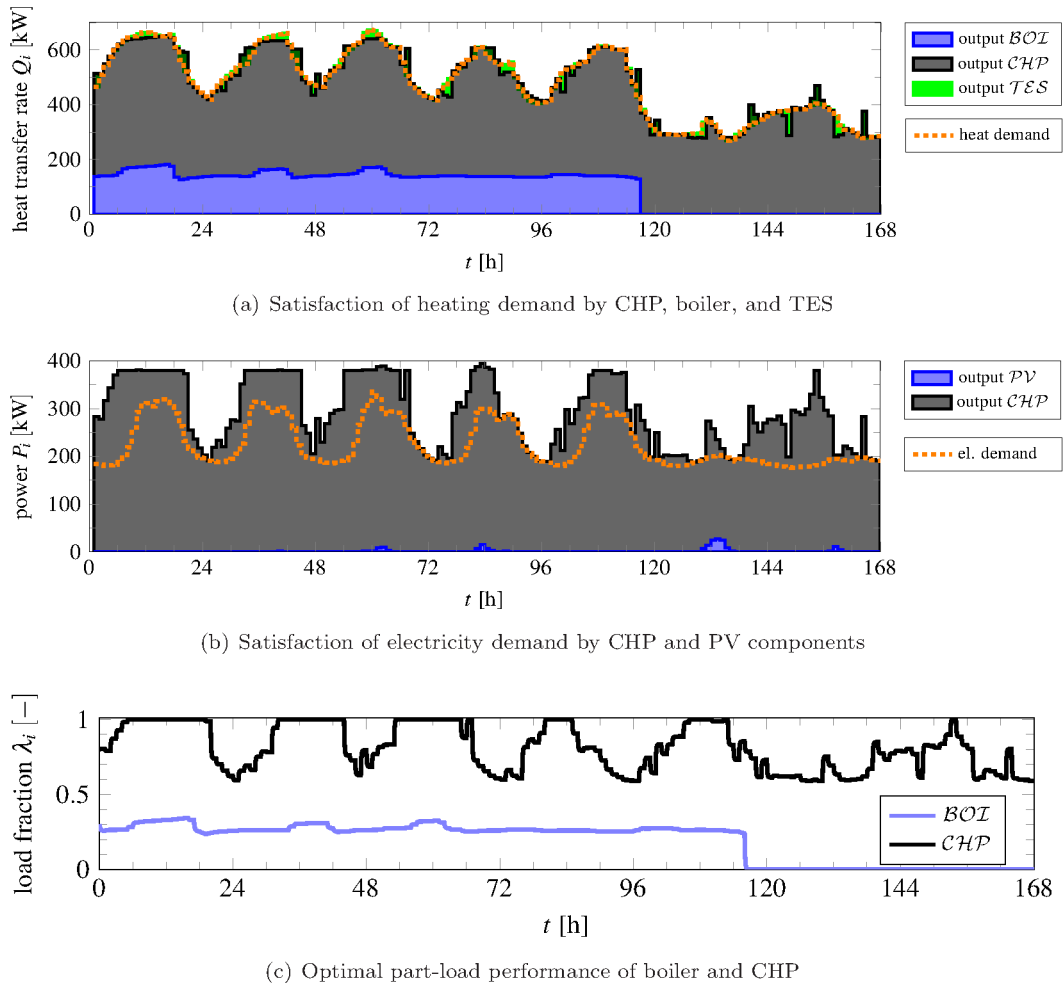 heat transfer rate Q_i [kW]
600
400
200
0
0 24 48 72 96 120 144 168
t [h]
output BOI
output CHP
output TES
heat demand
(a) Satisfaction of heating demand by CHP, boiler, and TES
power P_i [kW]
400
300
200
100
0
0 24 48 72 96 120 144 168
t [h]
output PV
output CHP
el. demand
(b) Satisfaction of electricity demand by CHP and PV components
load fraction λ_i [−]
1
0.5
0
0 24 48 72 96 120 144 168
t [h]
BOI
CHP
(c) Optimal part-load performance of boiler and CHP